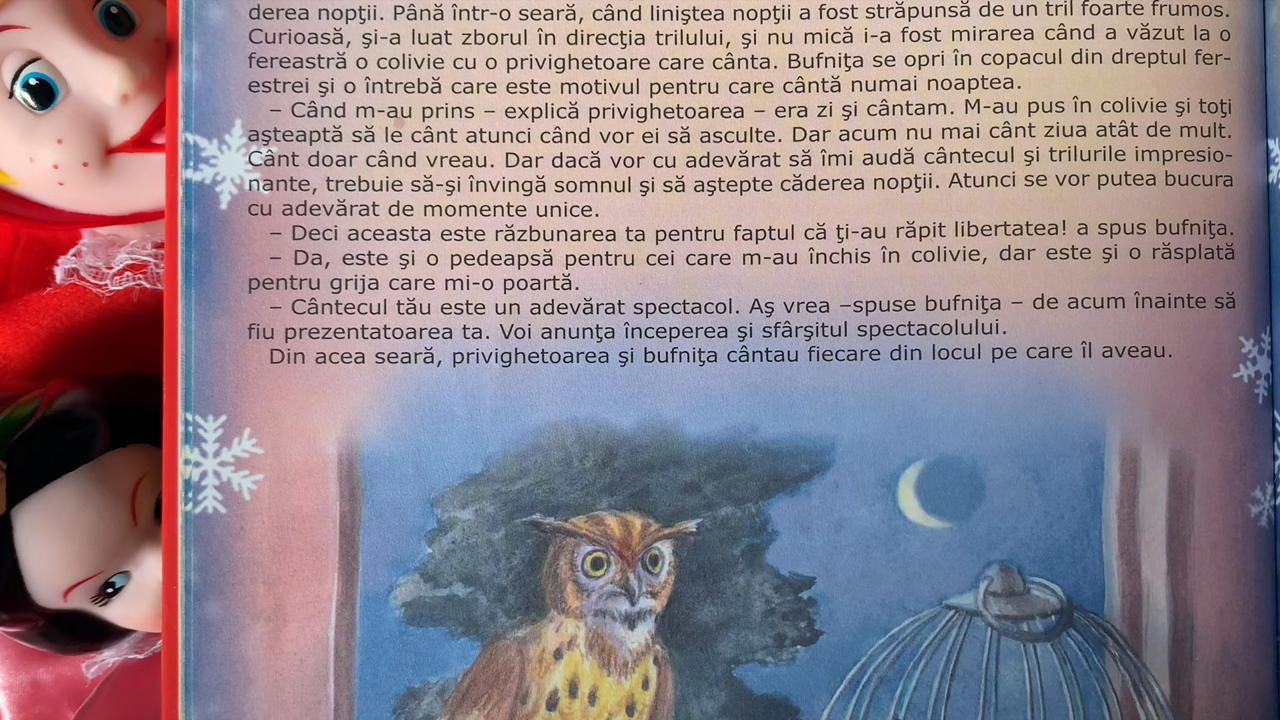 derea nopţii. Până într-o seară, când liniştea nopţii a fost străpunsă de un tril foarte frumos.
Curioasă, şi-a luat zborul în direcţia trilului, şi nu mică i-a fost mirarea când a văzut la o
fereastră o colivie cu o privighetoare care cânta. Bufniţa se opri în copacul din dreptul fer-
estrei şi o întrebă care este motivul pentru care cântă numai noaptea.
– Când m-au prins – explică privighetoarea – era zi şi cântam. M-au pus în colivie şi toţi
aşteaptă să le cânt atunci când vor ei să asculte. Dar acum nu mai cânt ziua atât de mult.
Cânt doar când vreau. Dar dacă vor cu adevărat să îmi audă cântecul şi trilurile impresio-
nante, trebuie să-şi învingă somnul şi să aştepte căderea nopţii. Atunci se vor putea bucura
cu adevărat de momente unice.
– Deci aceasta este răzbunarea ta pentru faptul că ţi-au răpit libertatea! a spus bufniţa.
– Da, este şi o pedeapsă pentru cei care m-au închis în colivie, dar este şi o răsplată
pentru grija care mi-o poartă.
– Cântecul tău este un adevărat spectacol. Aş vrea –spuse bufniţa – de acum înainte să
fiu prezentatoarea ta. Voi anunţa începerea şi sfârşitul spectacolului.
Din acea seară, privighetoarea şi bufniţa cântau fiecare din locul pe care îl aveau.